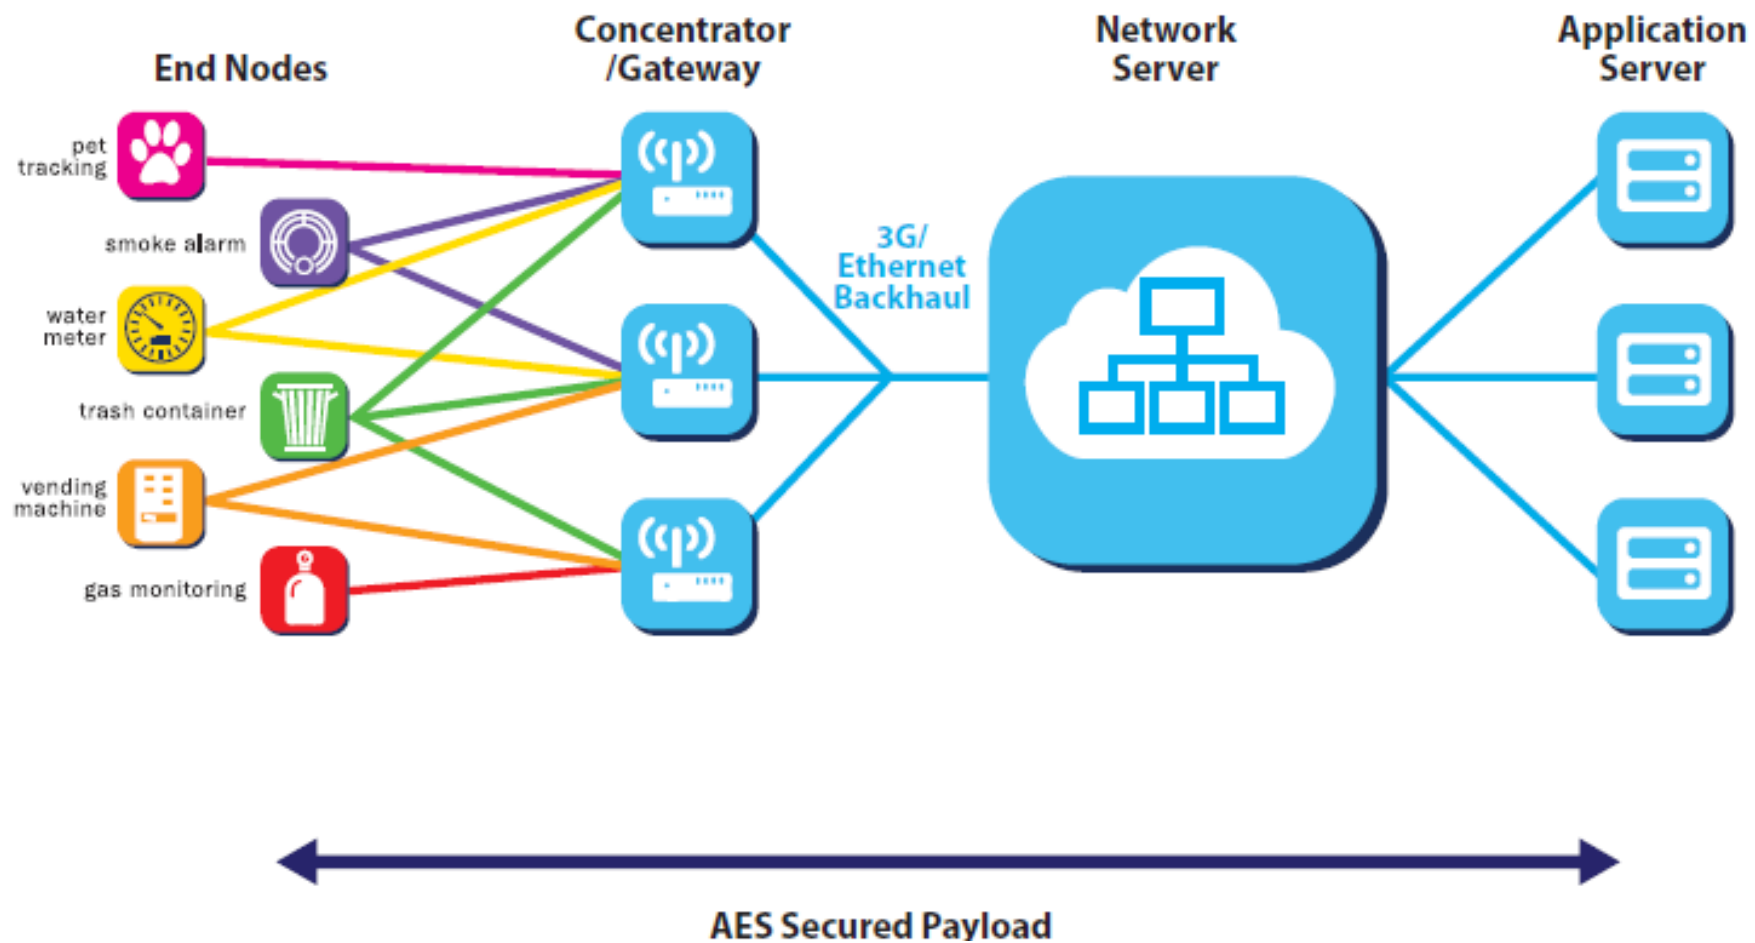 End Nodes
Concentrator
/Gateway
Network
Server
Application
Server
pet
tracking
smoke alarm
water
meter
trash container
vending
machine
gas monitoring
3G/
Ethernet
Backhaul
AES Secured Payload